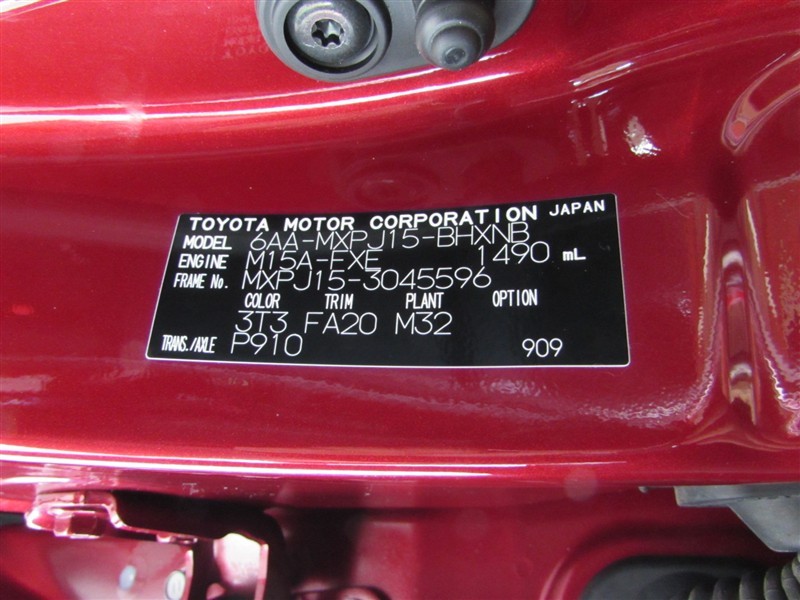 TOYOTA MOTOR CORPORATION JAPAN
MODEL 6AA-MXPJ15-BHXNB
ENGINE M15A-FXE 1490 mL
FRAME No. MXPJ15-3045596
COLOR TRIM PLANT OPTION
3T3 FA20 M32
TRANS./AXLE P910 909